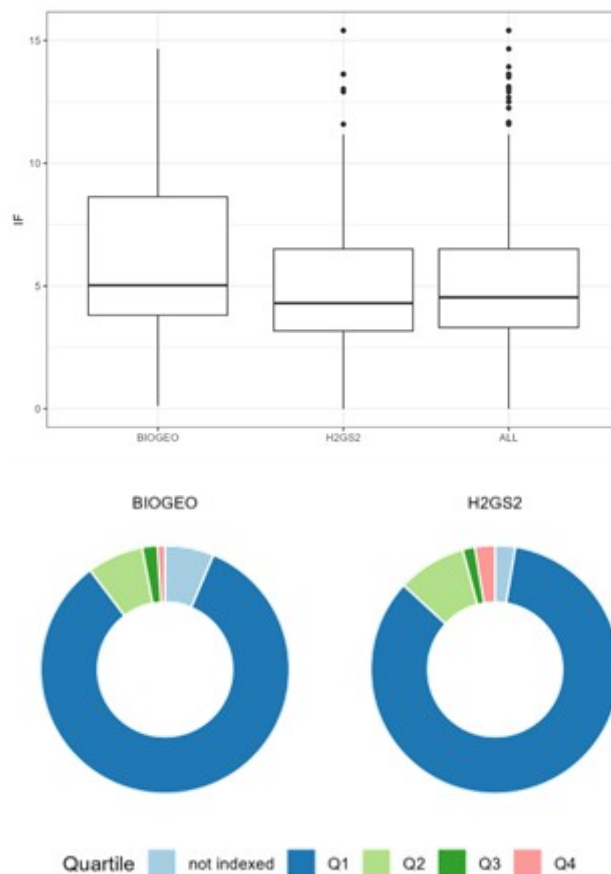 15
10
IF
5
0
BIOGEO H2GS2 ALL
BIOGEO H2GS2
Quartile not indexed Q1 Q2 Q3 Q4